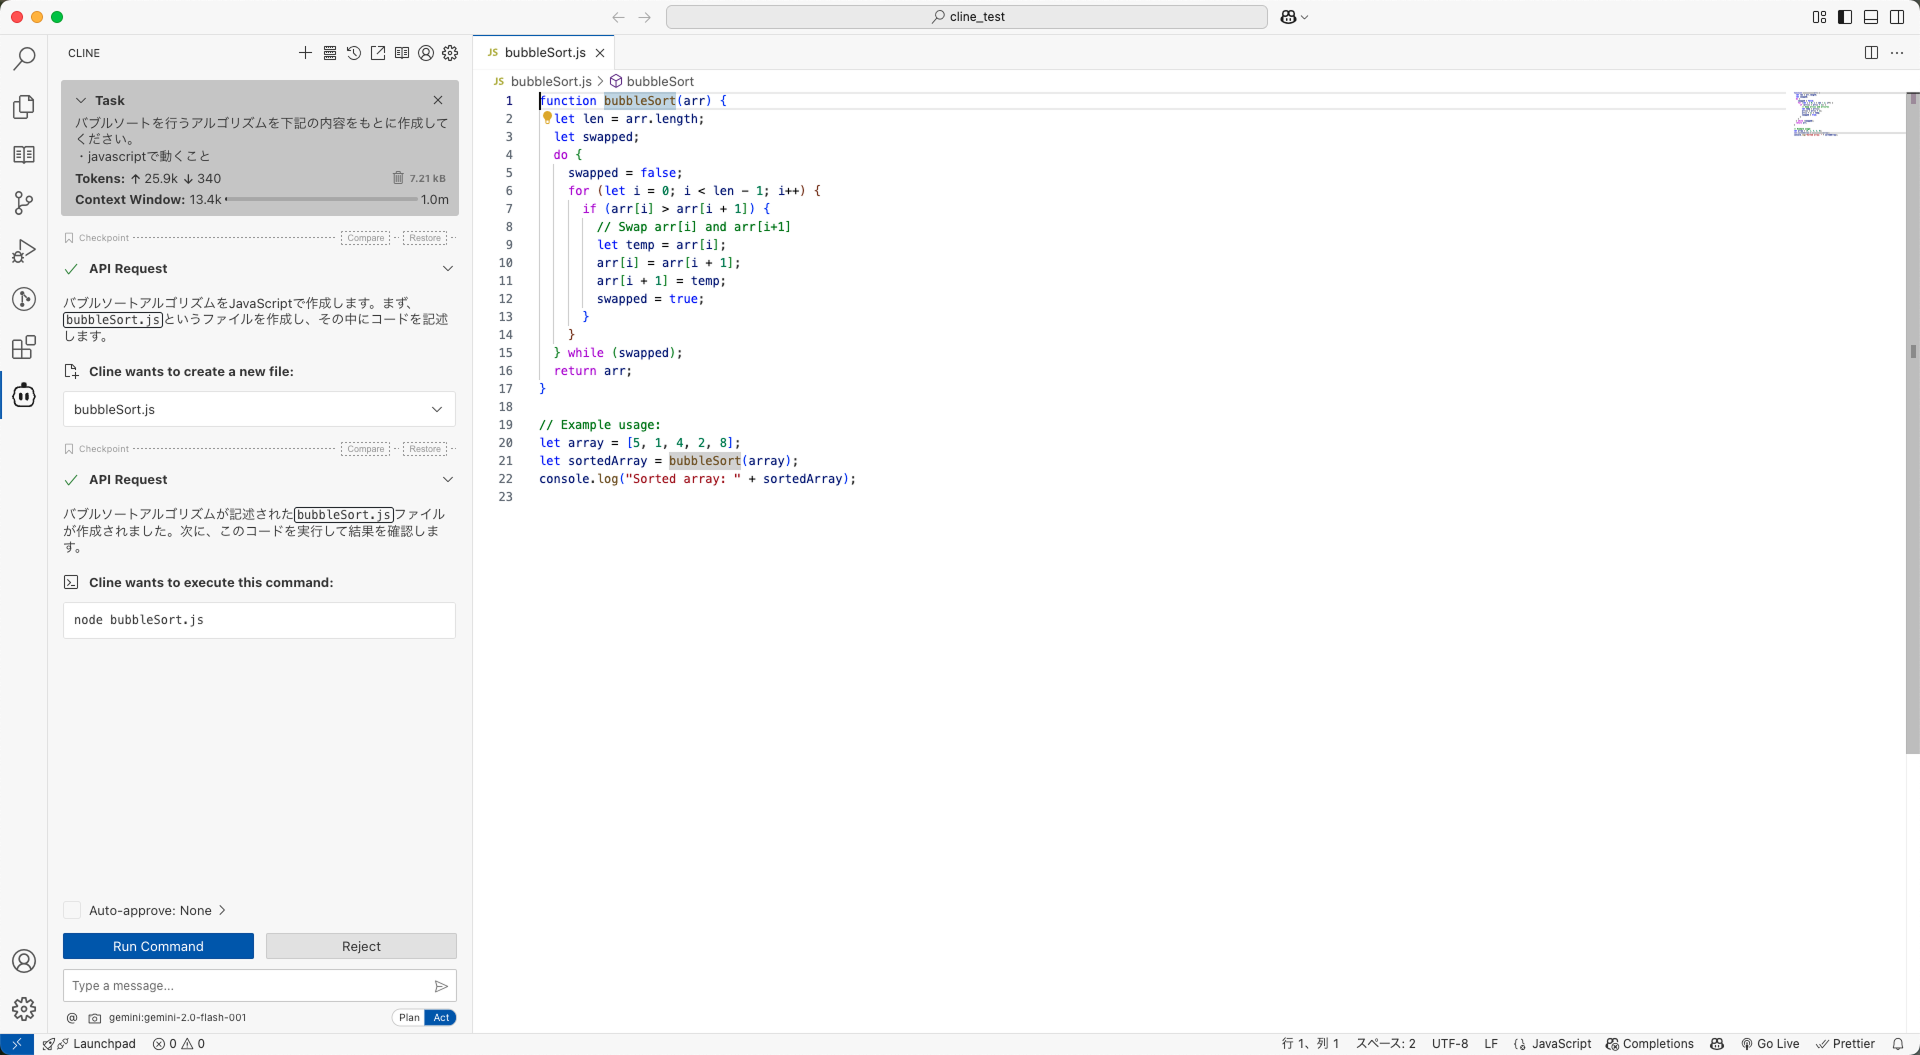 cline_test
CLINE
Task
バブルソートを行うアルゴリズムを下記の内容をもとに作成して
ください。
・javascriptで動くこと
Tokens: ↑ 25.9k ↓ 340
7.21 kB
Context Window: 13.4k
1.0m
Checkpoint
Compare
Restore
API Request
バブルソートアルゴリズムをJavaScriptで作成します。まず、
bubbleSort.jsというファイルを作成し、その中にコードを記述
します。
Cline wants to create a new file:
bubbleSort.js
Checkpoint
Compare
Restore
API Request
バブルソートアルゴリズムが記述されたbubbleSort.jsファイル
が作成されました。次に、このコードを実行して結果を確認しま
す。
Cline wants to execute this command:
node bubbleSort.js
Auto-approve: None
Run Command
Reject
Type a message...
@
gemini:gemini-2.0-flash-001
Plan
Act
JS bubbleSort.js
JS bubbleSort.js > bubbleSort
1 function bubbleSort(arr) {
2 let len = arr.length;
3 let swapped;
4 do {
5 swapped = false;
6 for (let i = 0; i < len - 1; i++) {
7 if (arr[i] > arr[i + 1]) {
8 // Swap arr[i] and arr[i+1]
9 let temp = arr[i];
10 arr[i] = arr[i + 1];
11 arr[i + 1] = temp;
12 swapped = true;
13 }
14 }
15 } while (swapped);
16 return arr;
17 }
18
19 // Example usage:
20 let array = [5, 1, 4, 2, 8];
21 let sortedArray = bubbleSort(array);
22 console.log("Sorted array: " + sortedArray);
23
Launchpad
0
0
行 1、列 1
スペース: 2
UTF-8
LF
JavaScript
Completions
Go Live
Prettier